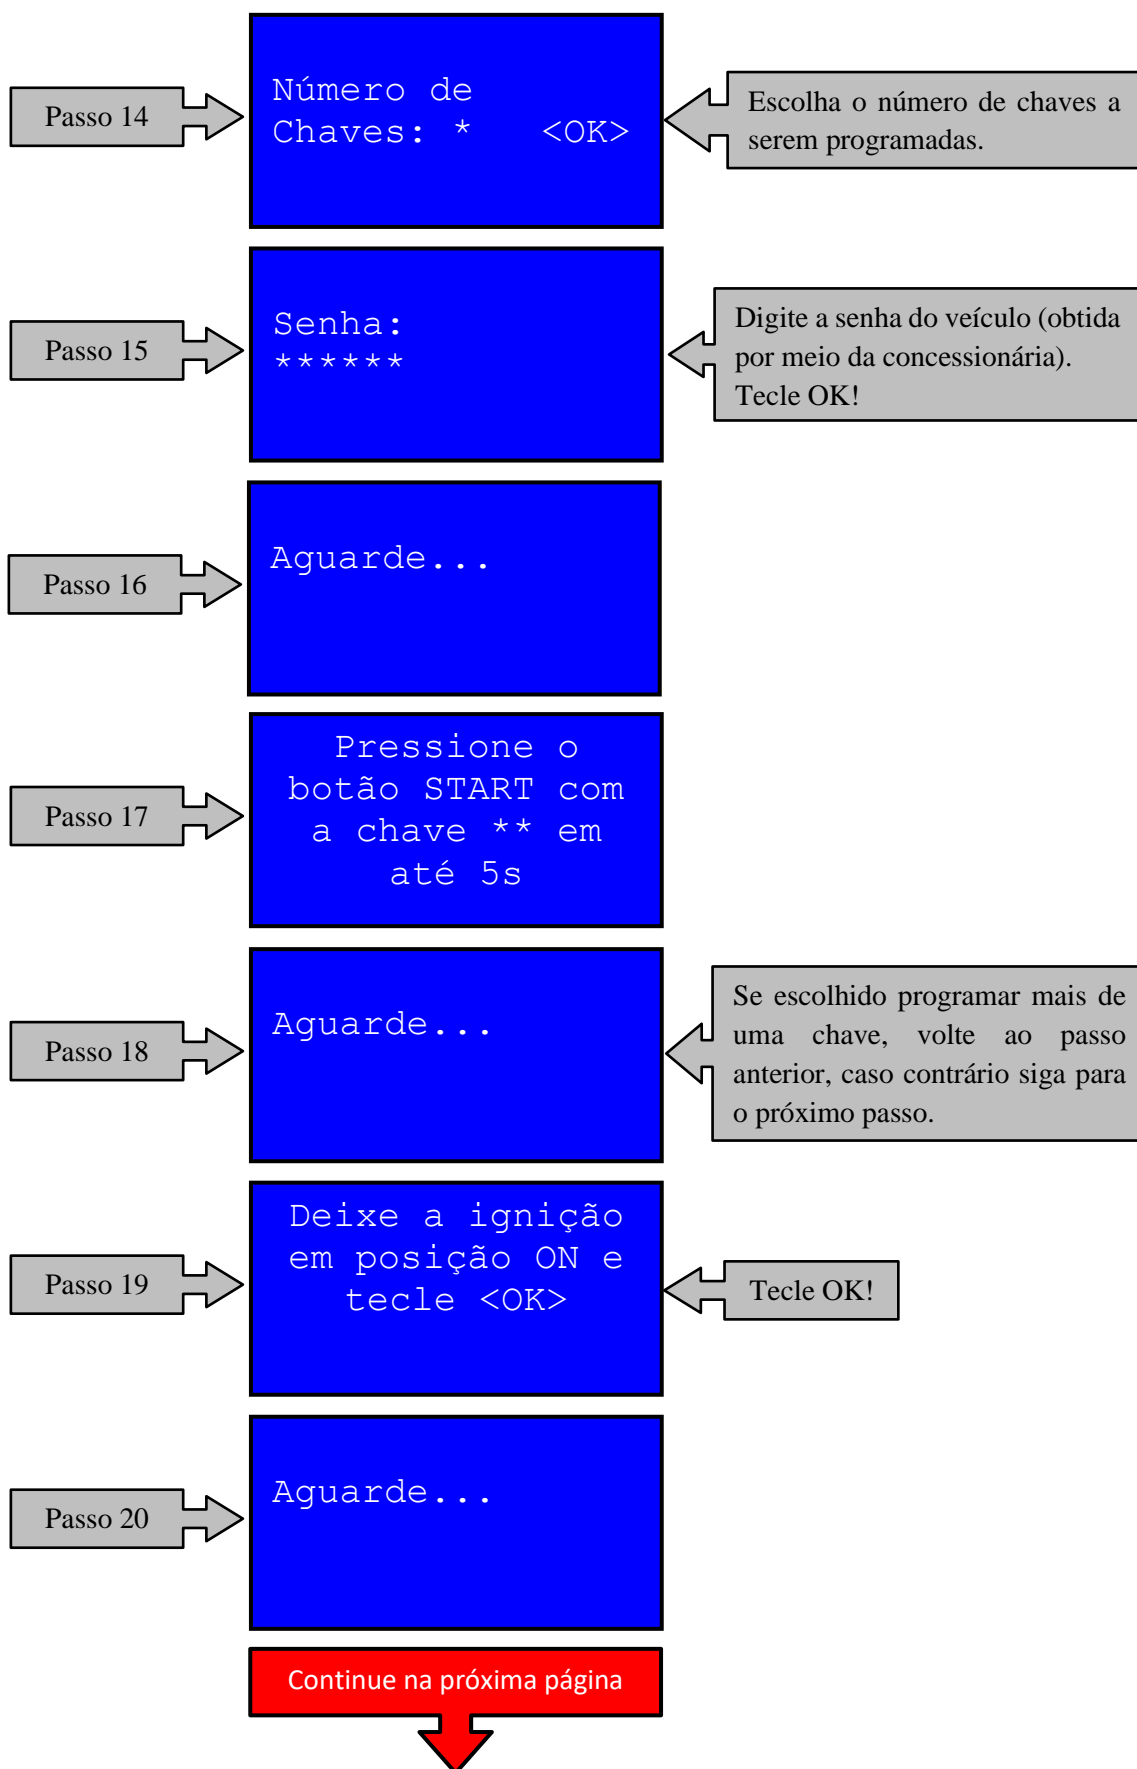 Passo 14
Número de
Chaves: * <OK>
Escolha o número de chaves a
serem programadas.
Passo 15
Senha:
******
Digite a senha do veículo (obtida
por meio da concessionária).
Tecle OK!
Passo 16
Aguarde...
Passo 17
Pressione o
botão START com
a chave ** em
até 5s
Passo 18
Aguarde...
Se escolhido programar mais de
uma chave, volte ao passo
anterior, caso contrário siga para
o próximo passo.
Passo 19
Deixe a ignição
em posição ON e
tecle <OK>
Tecle OK!
Passo 20
Aguarde...
Continue na próxima página